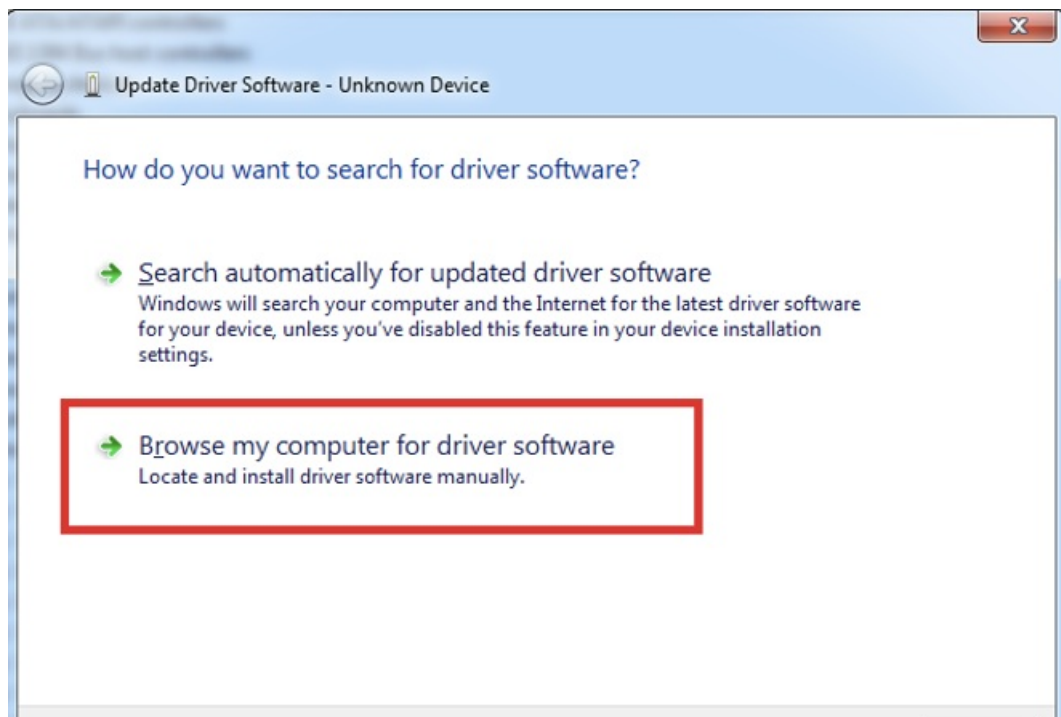 Update Driver Software - Unknown Device
How do you want to search for driver software?
Search automatically for updated driver software
Windows will search your computer and the Internet for the latest driver software
for your device, unless you've disabled this feature in your device installation
settings.
Browse my computer for driver software
Locate and install driver software manually.